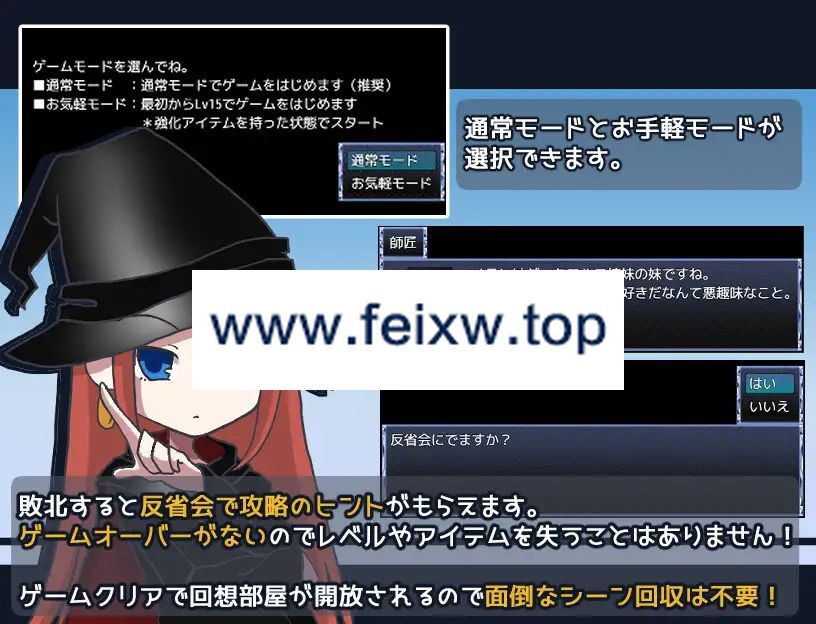 ゲームモードを選んでね。
■通常モード　：通常モードでゲームをはじめます（推奨）
■お気軽モード：最初からLv15でゲームをはじめます
＊強化アイテムを持った状態でスタート
通常モード
お気軽モード
通常モードとお手軽モードが
選択できます。
師匠
妹の妹ですね。
好きだなんて悪趣味なこと。
www.feixw.top
はい
いいえ
反省会にでますか？
敗北すると反省会で攻略のヒントがもらえます。
ゲームオーバーがないのでレベルやアイテムを失うことはありません！
ゲームクリアで回想部屋が開放されるので面倒なシーン回収は不要！